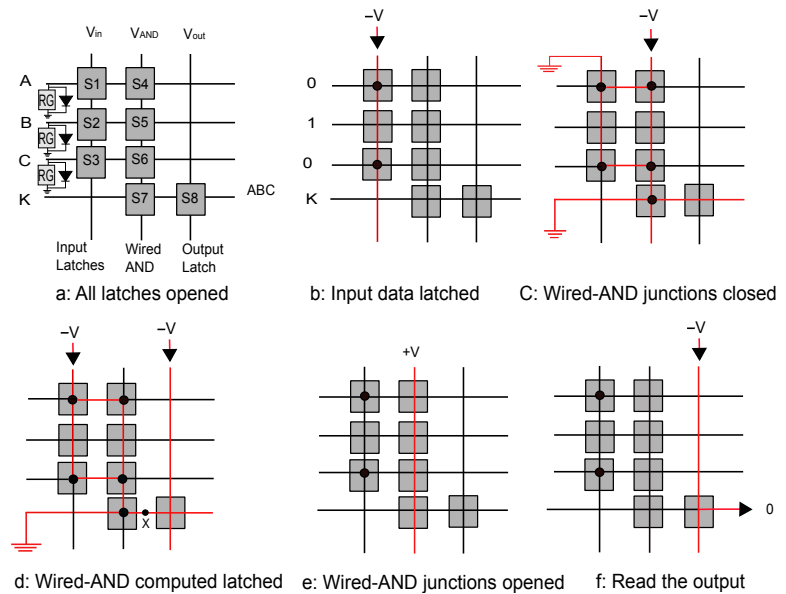 Vin VAND Vout
A S1 S4
RG
B S2 S5
RG
C S3 S6
RG
K S7 S8 ABC
Input Latches
Wired AND
Output Latch
a: All latches opened
–V
0
1
0
K
b: Input data latched
–V
C: Wired-AND junctions closed
–V –V
X
d: Wired-AND computed latched
+V
e: Wired-AND junctions opened
–V
0
f: Read the output